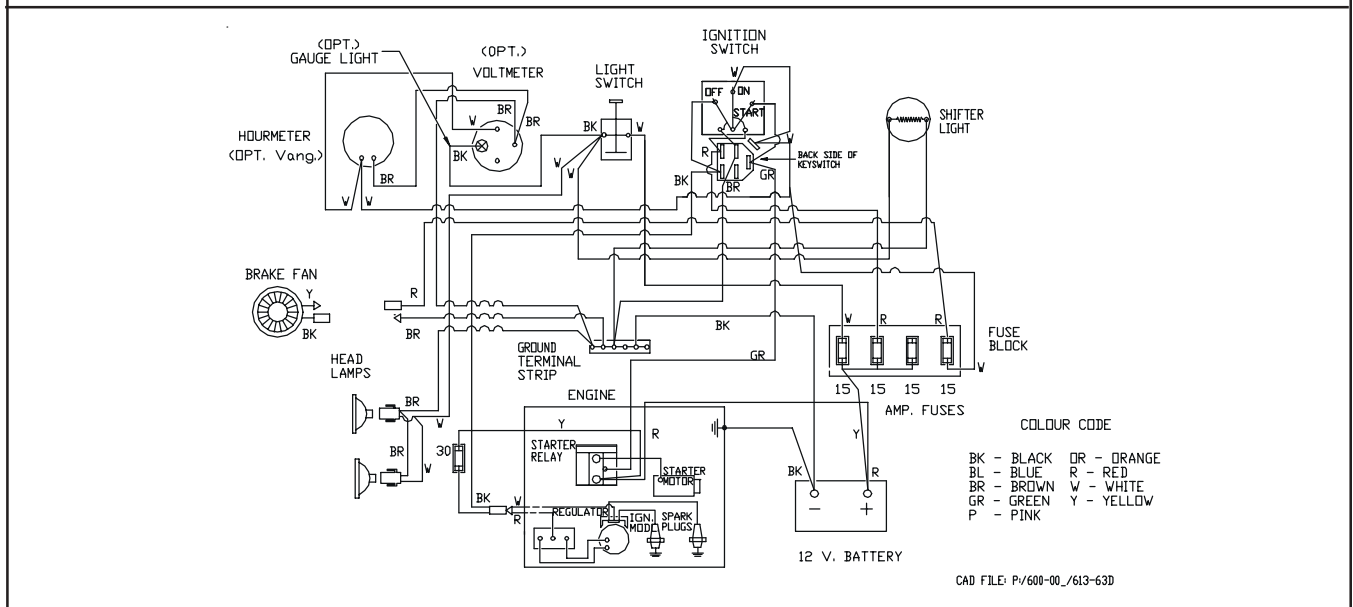 (OPT.)
GAUGE LIGHT
(OPT.)
VOLTMETER
LIGHT
SWITCH
IGNITION
SWITCH
W
OFF
ON
START
BR
BR
W
BK
BK
W
R
W
BACK SIDE OF
KEYSWITCH
SHIFTER
LIGHT
HOURMETER
(OPT. Vang.)
BR
W
W
W
W
BK
BR
GR
BRAKE FAN
Y
BK
R
BR
BK
GR
GROUND
TERMINAL
STRIP
W
R
R
FUSE
BLOCK
W
15
15
15
15
AMP. FUSES
HEAD
LAMPS
BR
W
BR
W
30
ENGINE
Y
R
STARTER
RELAY
STARTER
MOTOR
BK
W
R
REGULATOR
IGN.
MOD.
SPARK
PLUGS
Y
BK
R
-
+
12 V. BATTERY
COLOUR CODE
BK - BLACK OR - ORANGE
BL - BLUE R - RED
BR - BROWN W - WHITE
GR - GREEN Y - YELLOW
P - PINK
CAD FILE: P:/600-00_/613-63D